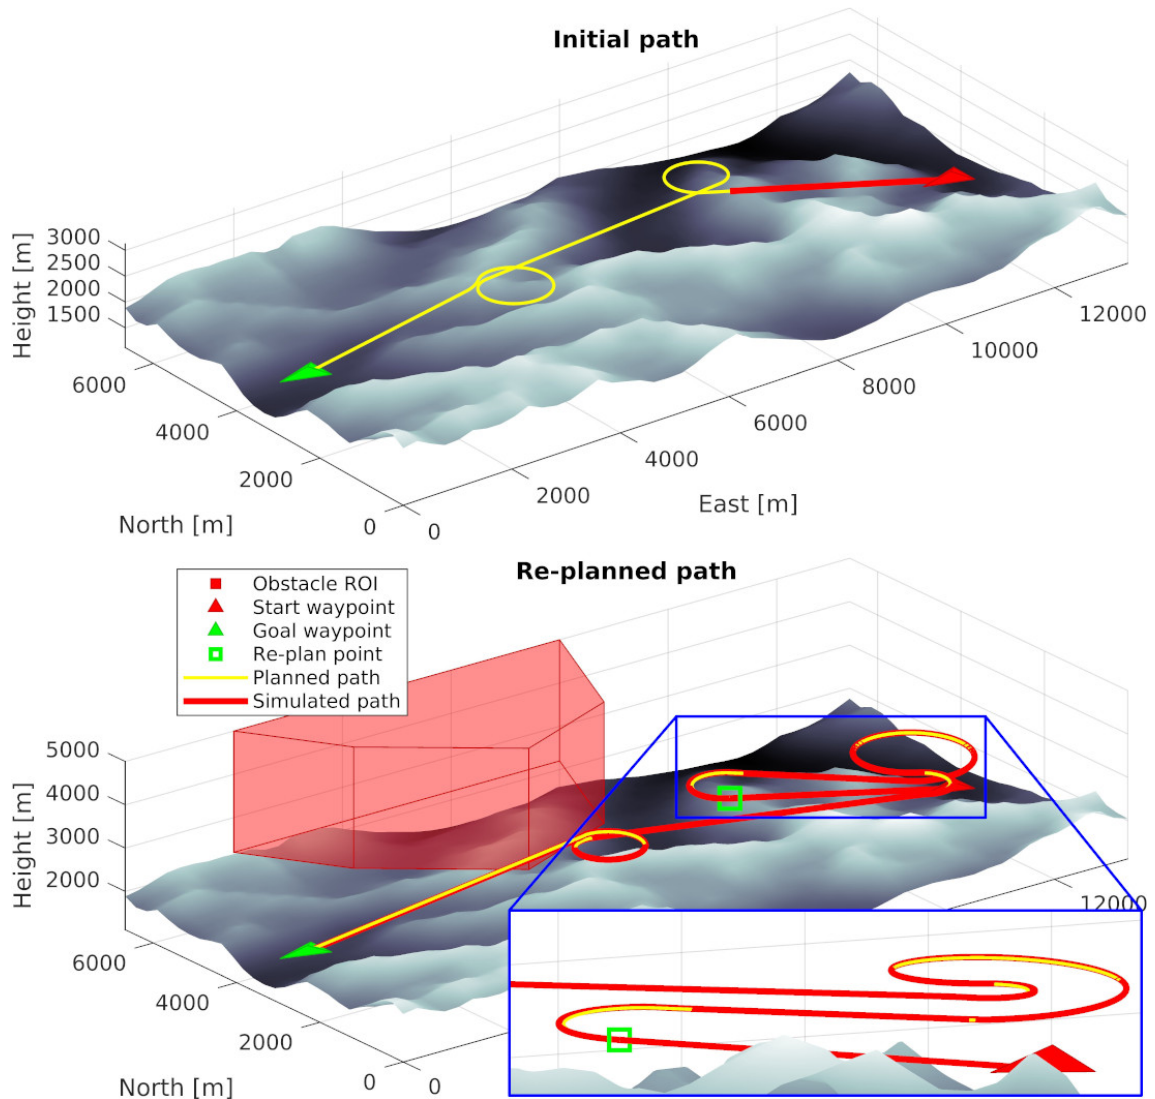 Initial path
3000
2500
2000
1500
Height [m]
6000
4000
2000
0
North [m]
0
2000
4000
6000
8000
10000
12000
East [m]
Re-planned path
Obstacle ROI
Start waypoint
Goal waypoint
Re-plan point
Planned path
Simulated path
5000
4000
3000
2000
Height [m]
6000
4000
2000
0
North [m]
0
12000